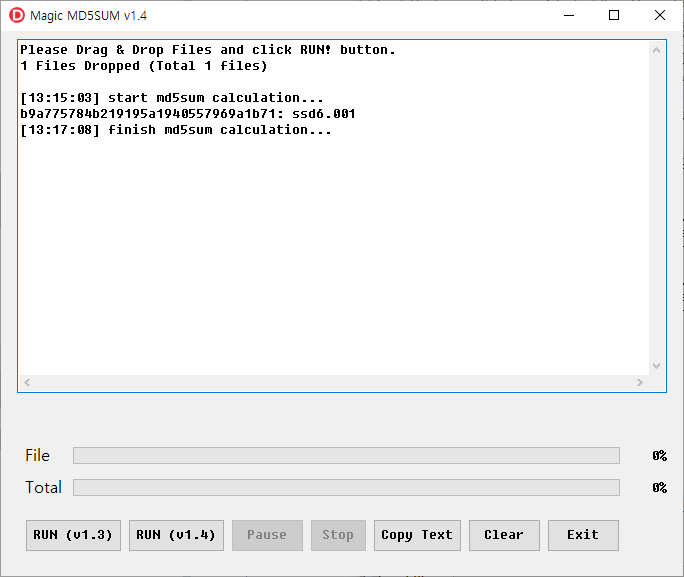 Magic MD5SUM v1.4
Please Drag & Drop Files and click RUN! button.
1 Files Dropped (Total 1 files)
[13:15:03] start md5sum calculation...
b9a775784b219195a1940557969a1b71: ssd6.001
[13:17:08] finish md5sum calculation...
File 0%
Total 0%
RUN (v1.3) RUN (v1.4) Pause Stop Copy Text Clear Exit